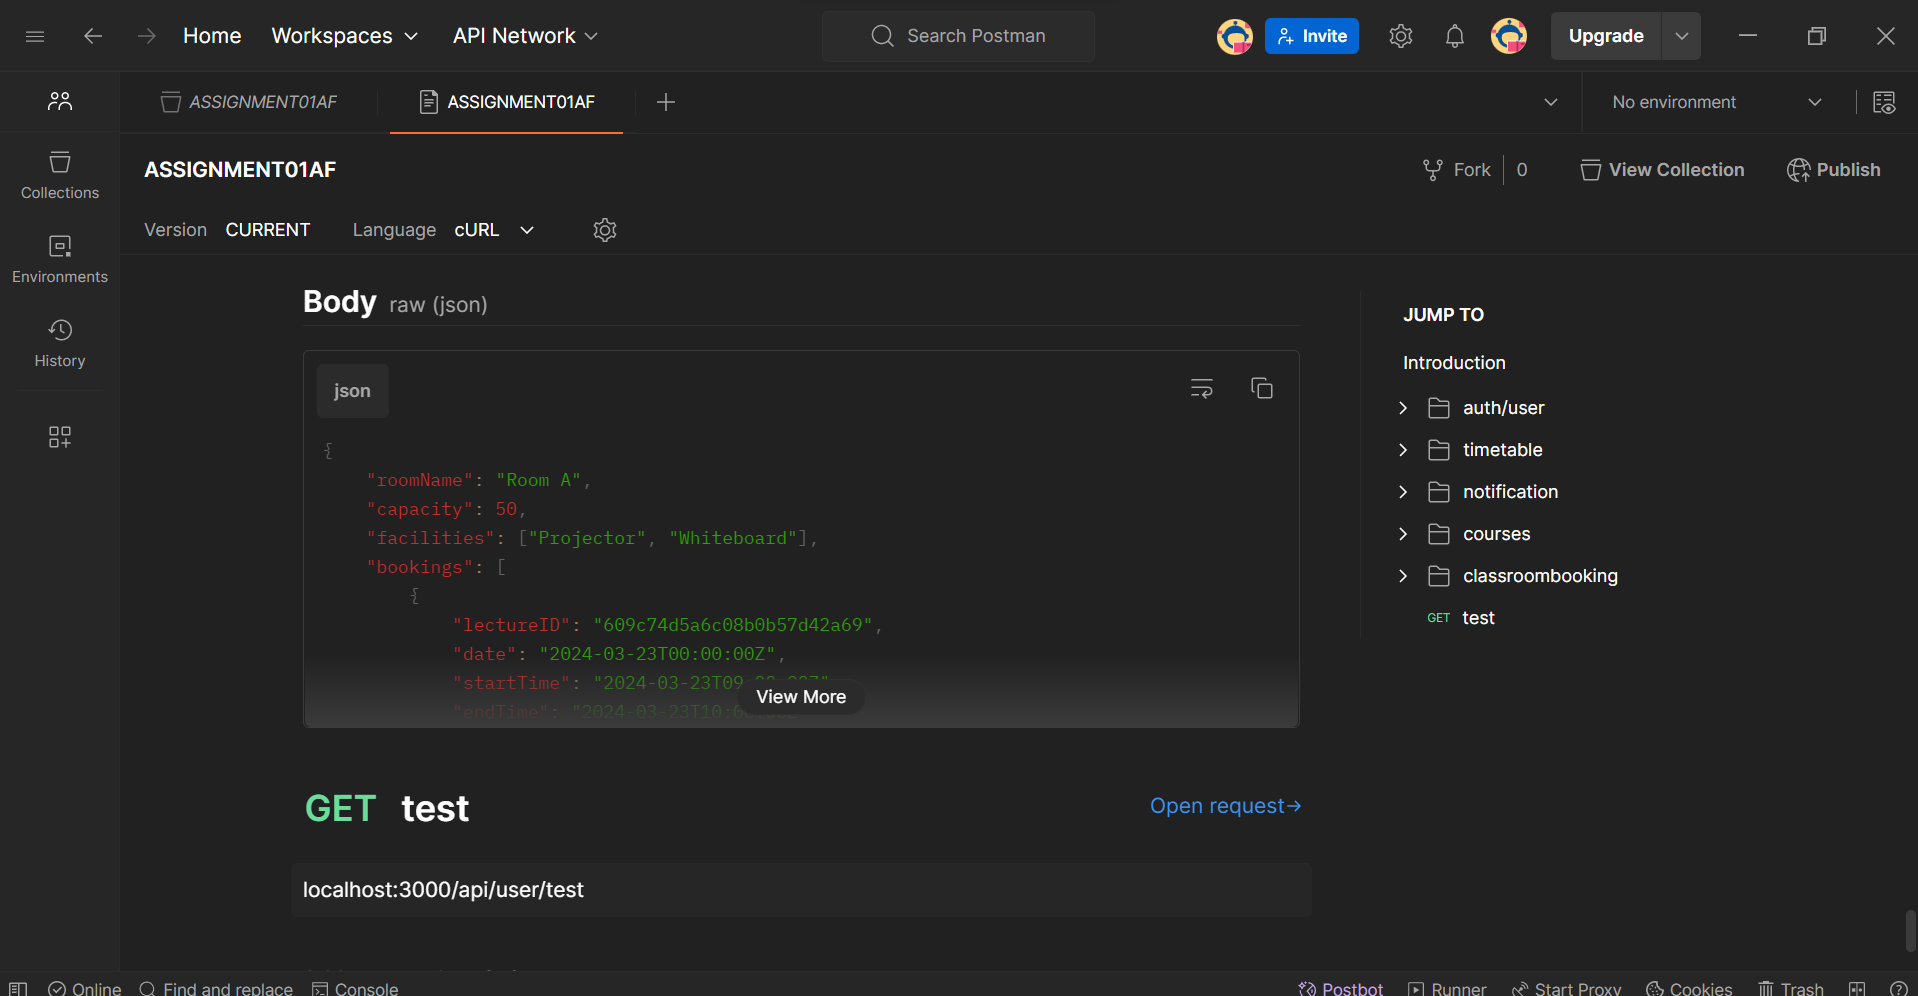 Home Workspaces API Network Search Postman Invite Upgrade
ASSIGNMENT01AF ASSIGNMENT01AF No environment
ASSIGNMENT01AF Fork 0 View Collection Publish
Collections
Version CURRENT Language cURL
Environments
History
Body raw (json)
json
{
"roomName": "Room A",
"capacity": 50,
"facilities": ["Projector", "Whiteboard"],
"bookings": [
{
"lectureID": "609c74d5a6c08b0b57d42a69",
"date": "2024-03-23T00:00:00Z",
"startTime": "2024-03-23T09
"endTime": "2024-03-23T10:
View More
GET test Open request→
localhost:3000/api/user/test
JUMP TO
Introduction
auth/user
timetable
notification
courses
classroombooking
GET test
Online Find and replace Console Postbot Runner Start Proxy Cookies Trash